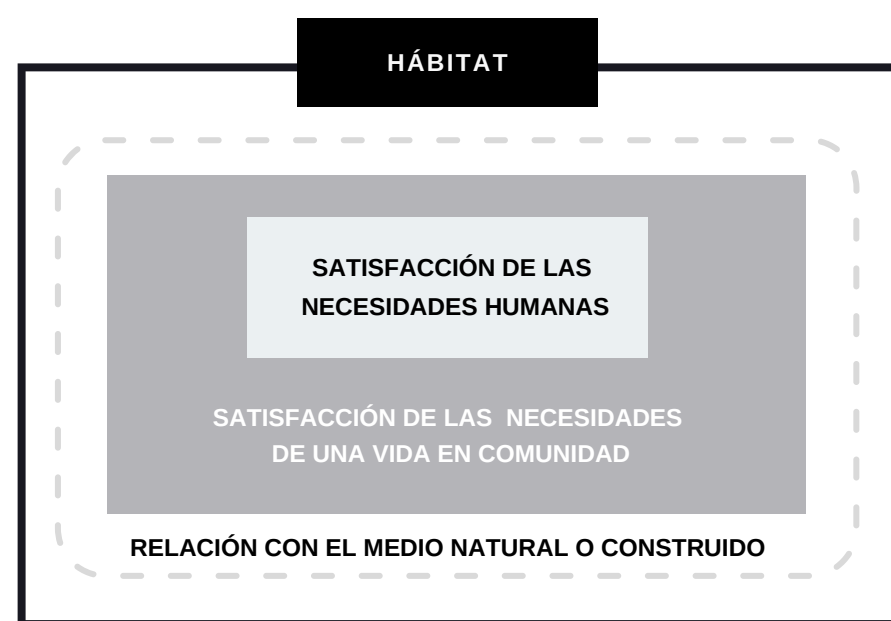 HÁBITAT
SATISFACCIÓN DE LAS
NECESIDADES HUMANAS
SATISFACCIÓN DE LAS NECESIDADES
DE UNA VIDA EN COMUNIDAD
RELACIÓN CON EL MEDIO NATURAL O CONSTRUIDO